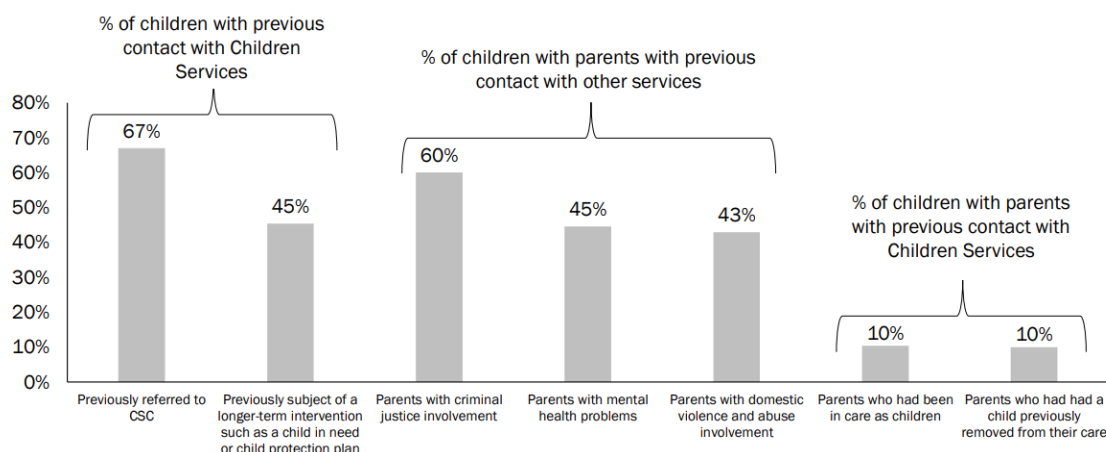 % of children with previous
contact with Children
Services
% of children with parents with previous
contact with other services
% of children with parents
with previous contact with
Children Services
80%
70%
60%
50%
40%
30%
20%
10%
0%
67%
45%
60%
45%
43%
10%
10%
Previously referred to
CSC
Previously subject of a
longer-term intervention
such as a child in need
or child protection plan
Parents with criminal
justice involvement
Parents with mental
health problems
Parents with domestic
violence and abuse
involvement
Parents who had been
in care as children
Parents who had had a
child previously
removed from their care